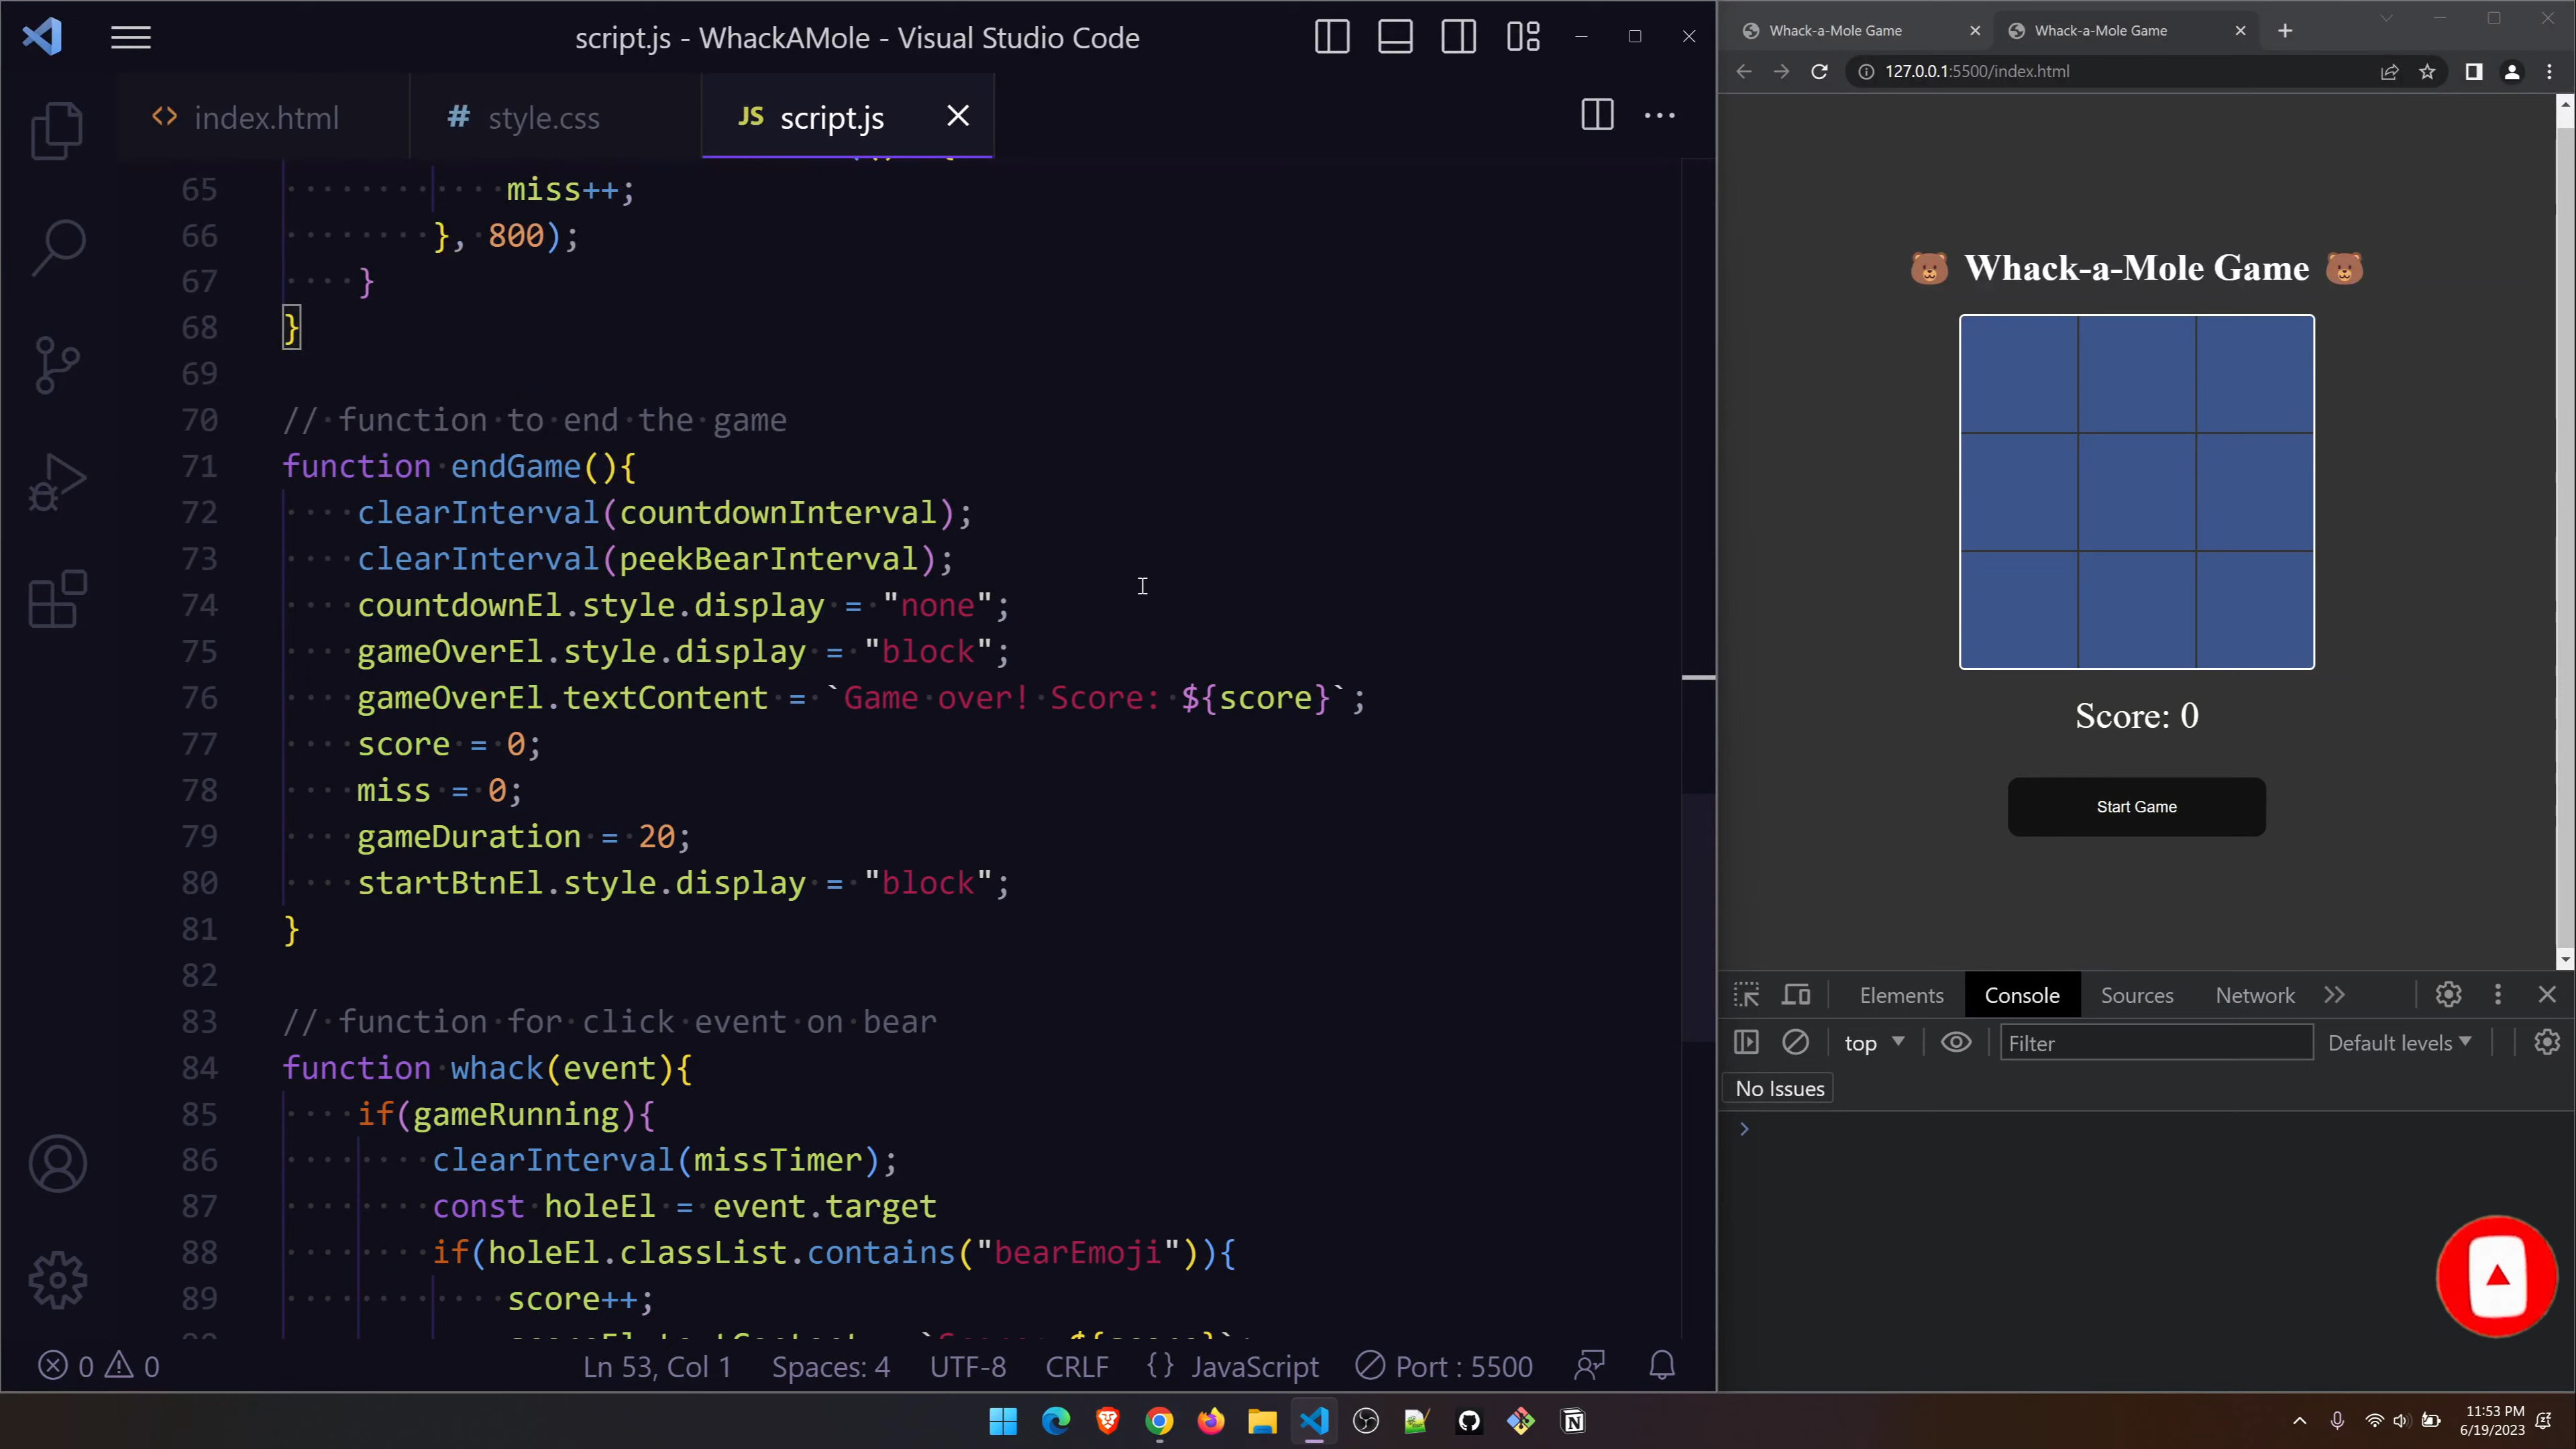 script.js - WhackAMole - Visual Studio Code
index.html
style.css
JS script.js
65 miss++;
66 }, 800);
67 }
68 }
69
70 // function to end the game
71 function endGame(){
72 clearInterval(countdownInterval);
73 clearInterval(peekBearInterval);
74 countdownEl.style.display = "none";
75 gameOverEl.style.display = "block";
76 gameOverEl.textContent = `Game over! Score: ${score}`;
77 score = 0;
78 miss = 0;
79 gameDuration = 20;
80 startBtnEl.style.display = "block";
81 }
82
83 // function for click event on bear
84 function whack(event){
85 if(gameRunning){
86 clearInterval(missTimer);
87 const holeEl = event.target
88 if(holeEl.classList.contains("bearEmoji")){
89 score++;
0 0
Ln 53, Col 1 Spaces: 4 UTF-8 CRLF {} JavaScript Port : 5500
Whack-a-Mole Game
Whack-a-Mole Game
127.0.0.1:5500/index.html
Whack-a-Mole Game
Score: 0
Start Game
Elements Console Sources Network
top Filter Default levels
No Issues
11:53 PM
6/19/2023